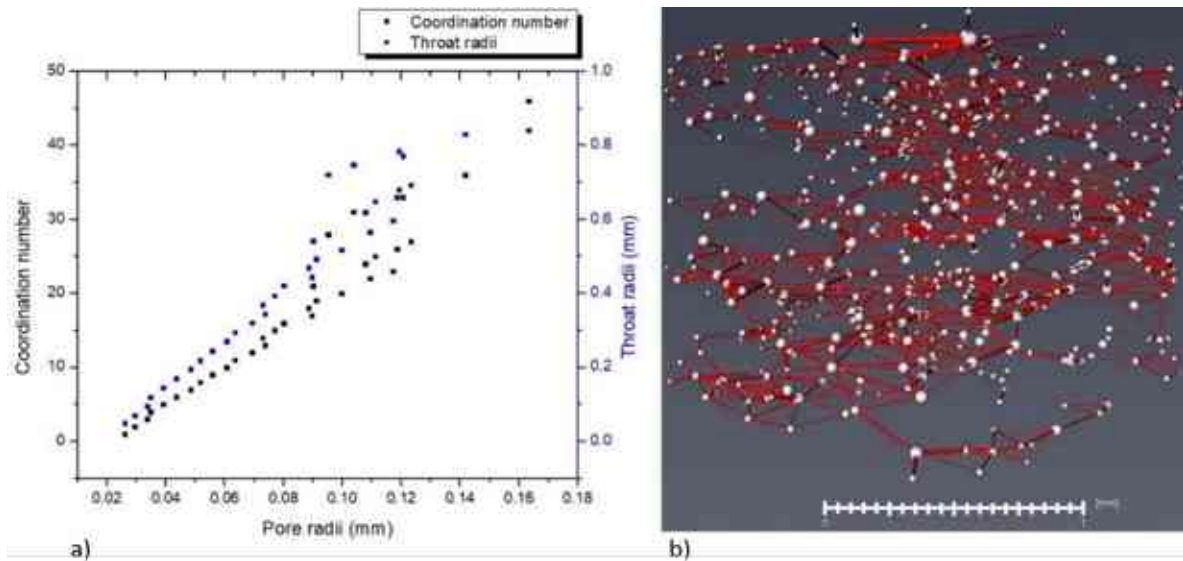 Coordination number
Throat radii
50
40
30
20
10
0
Coordination number
1.0
0.8
0.6
0.4
0.2
0.0
Throat radii (mm)
0.02 0.04 0.06 0.08 0.10 0.12 0.14 0.16 0.18
Pore radii (mm)
a)
b)